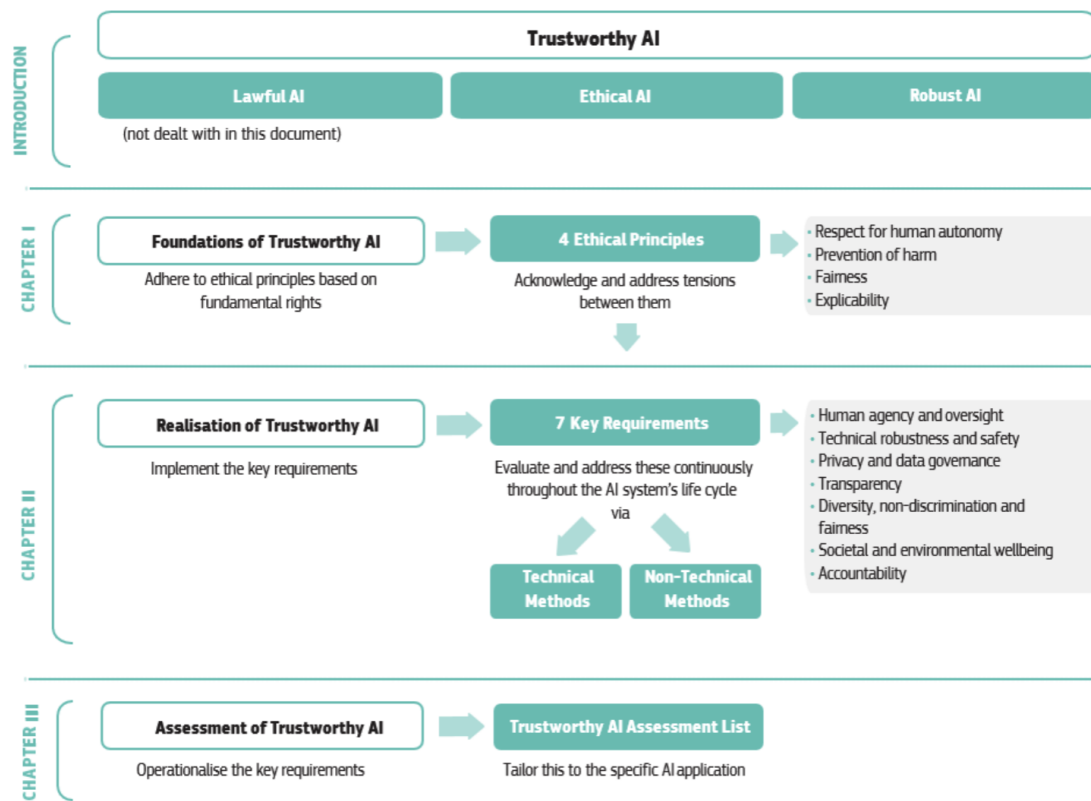 INTRODUCTION
Trustworthy AI
Lawful AI
Ethical AI
Robust AI
(not dealt with in this document)
CHAPTER I
Foundations of Trustworthy AI
Adhere to ethical principles based on
fundamental rights
4 Ethical Principles
Acknowledge and address tensions
between them
• Respect for human autonomy
• Prevention of harm
• Fairness
• Explicability
CHAPTER II
Realisation of Trustworthy AI
Implement the key requirements
7 Key Requirements
Evaluate and address these continuously
throughout the AI system’s life cycle
via
Technical
Methods
Non-Technical
Methods
• Human agency and oversight
• Technical robustness and safety
• Privacy and data governance
• Transparency
• Diversity, non-discrimination and
fairness
• Societal and environmental wellbeing
• Accountability
CHAPTER III
Assessment of Trustworthy AI
Operationalise the key requirements
Trustworthy AI Assessment List
Tailor this to the specific AI application